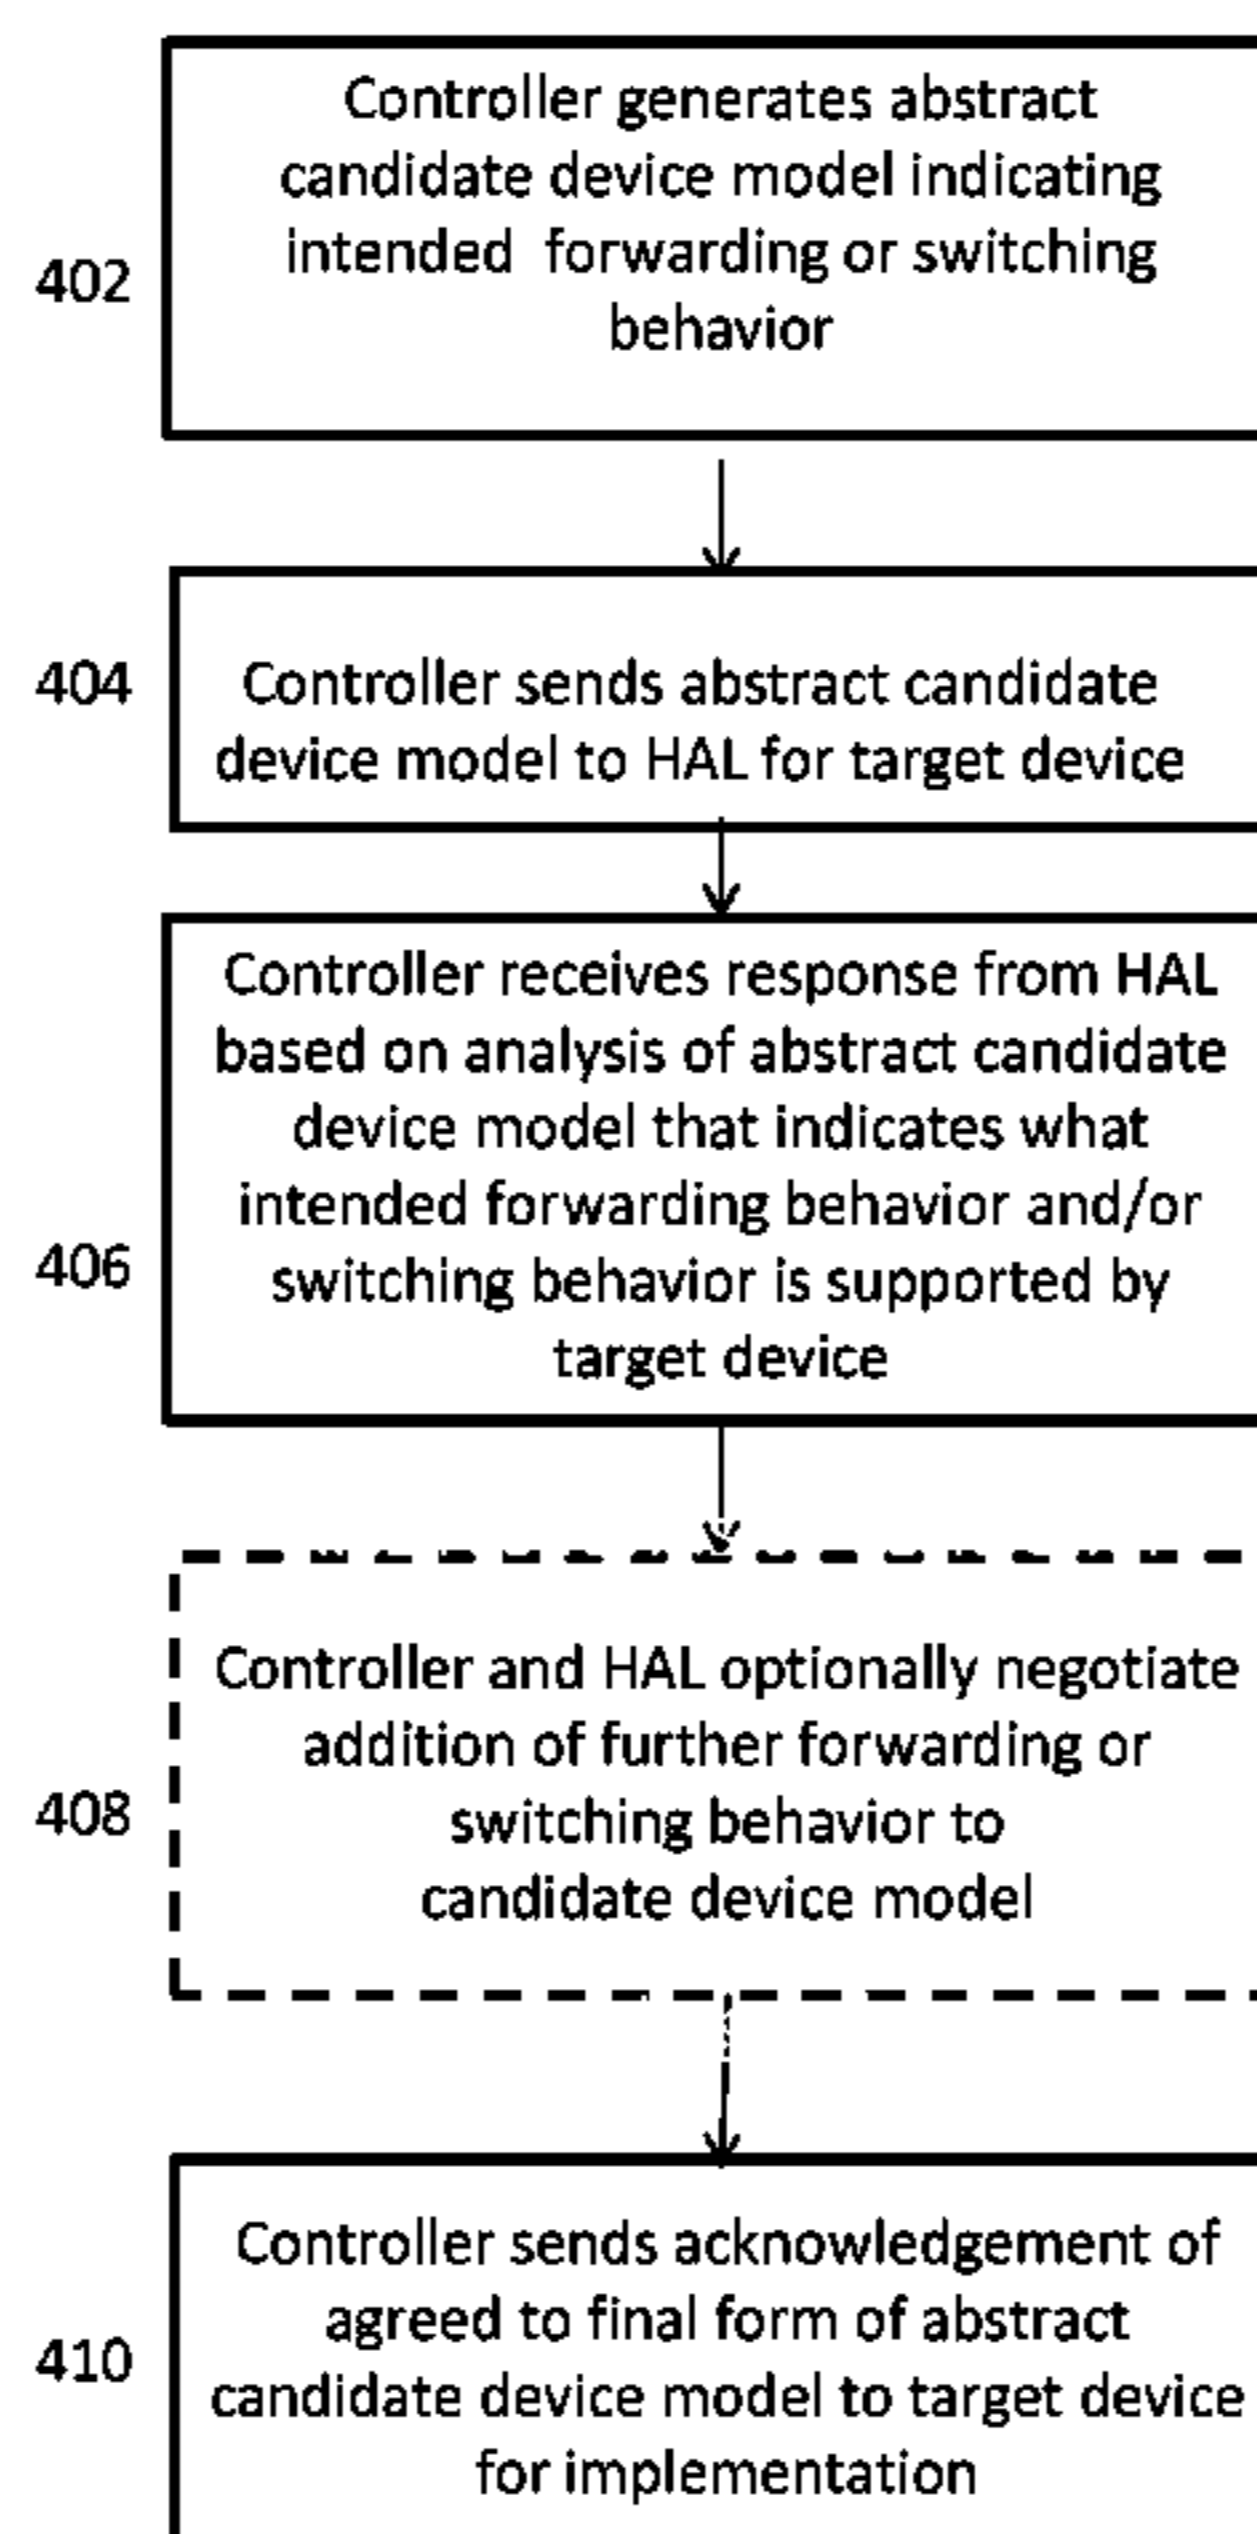 Controller generates abstract
candidate device model indicating
intended forwarding or switching
behavior
402
404
Controller sends abstract candidate
device model to HAL for target device
Controller receives response from HAL
based on analysis of abstract candidate
device model that indicates what
intended forwarding behavior and/or
switching behavior is supported by
target device
406
Controller and HAL optionally negotiate
addition of further forwarding or
switching behavior to
candidate device model
408
Controller sends acknowledgement of
agreed to final form of abstract
candidate device model to target device
for implementation
410